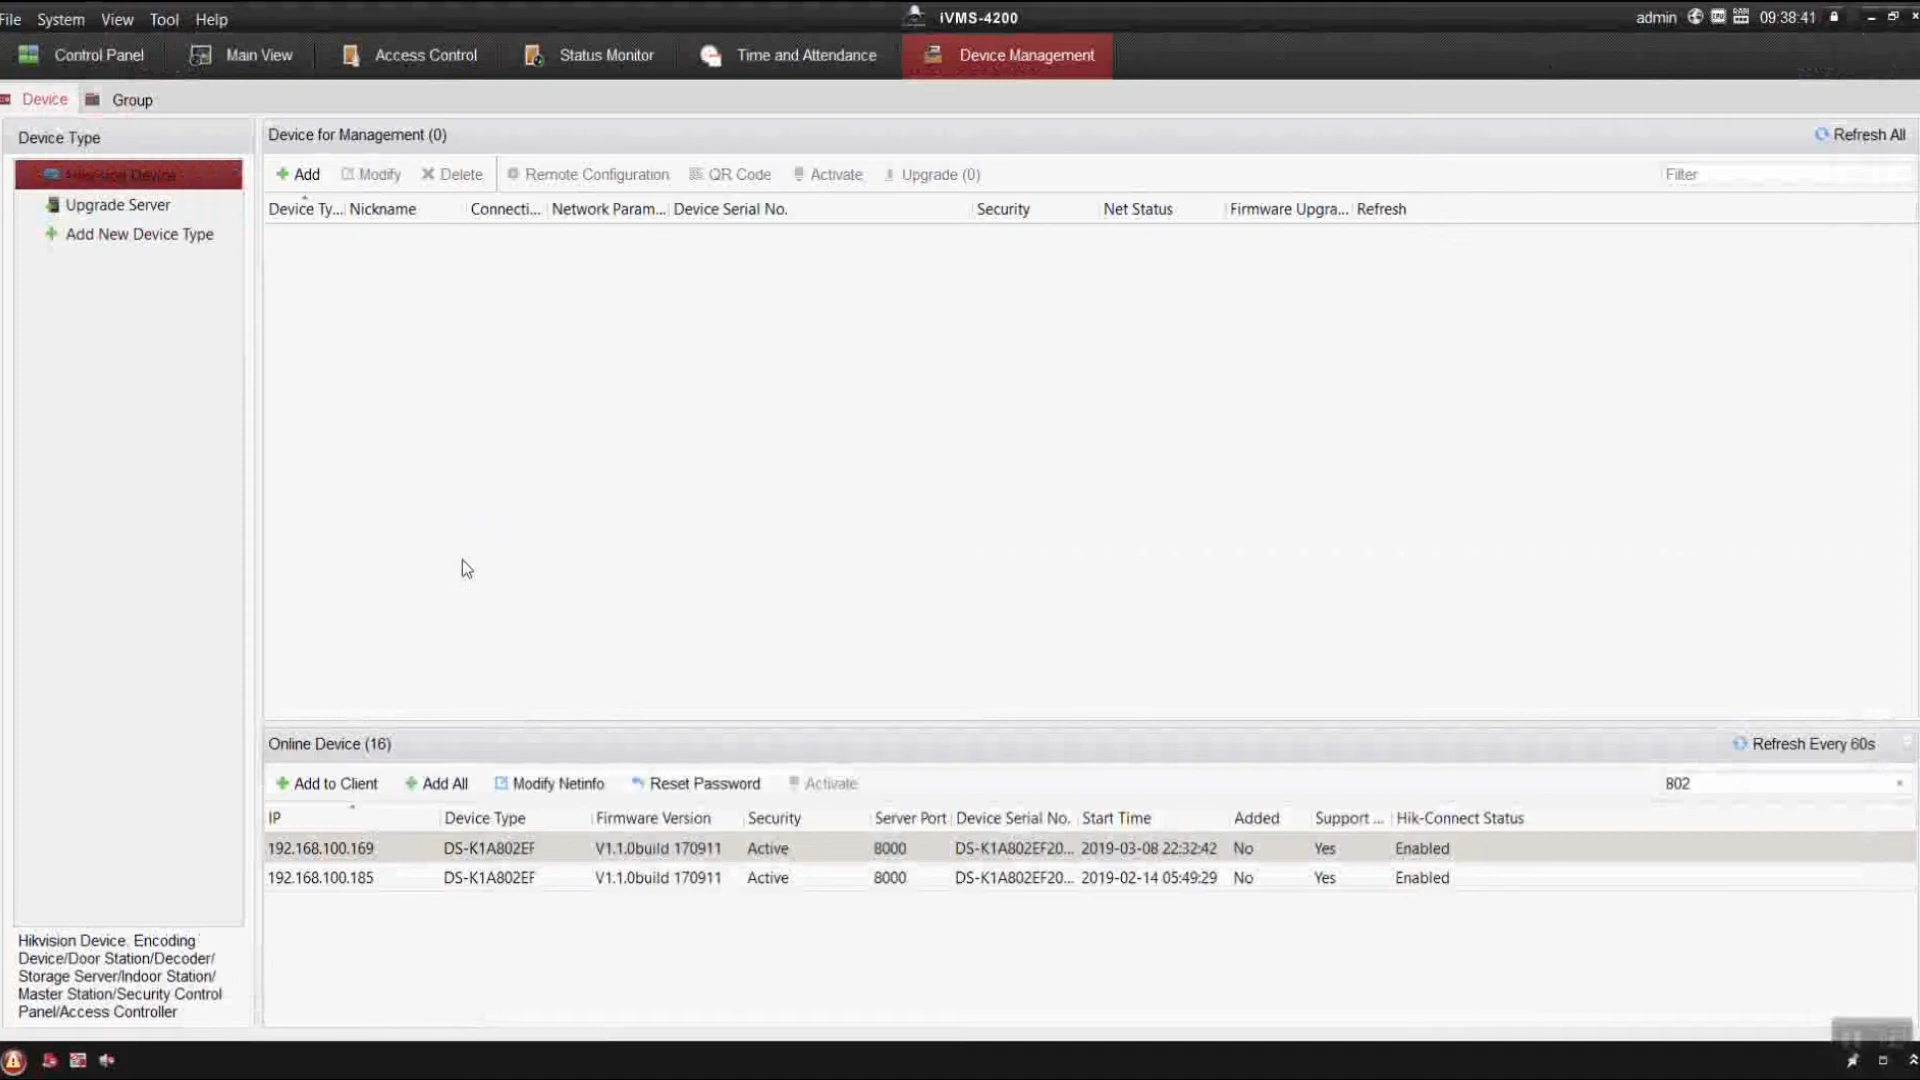 File System View Tool Help
iVMS-4200
admin 09:38:41
Control Panel Main View Access Control Status Monitor Time and Attendance Device Management
Device Group
Device Type
Hikvision Device
Upgrade Server
Add New Device Type
Device for Management (0) Refresh All
Add Modify Delete Remote Configuration QR Code Activate Upgrade (0) Filter
Device Ty... Nickname Connecti... Network Param... Device Serial No. Security Net Status Firmware Upgra... Refresh
Online Device (16) Refresh Every 60s
Add to Client Add All Modify Netinfo Reset Password Activate 802
IP Device Type Firmware Version Security Server Port Device Serial No. Start Time Added Support ... Hik-Connect Status
192.168.100.169 DS-K1A802EF V1.1.0build 170911 Active 8000 DS-K1A802EF20... 2019-03-08 22:32:42 No Yes Enabled
192.168.100.185 DS-K1A802EF V1.1.0build 170911 Active 8000 DS-K1A802EF20... 2019-02-14 05:49:29 No Yes Enabled
Hikvision Device. Encoding
Device/Door Station/Decoder/
Storage Server/Indoor Station/
Master Station/Security Control
Panel/Access Controller